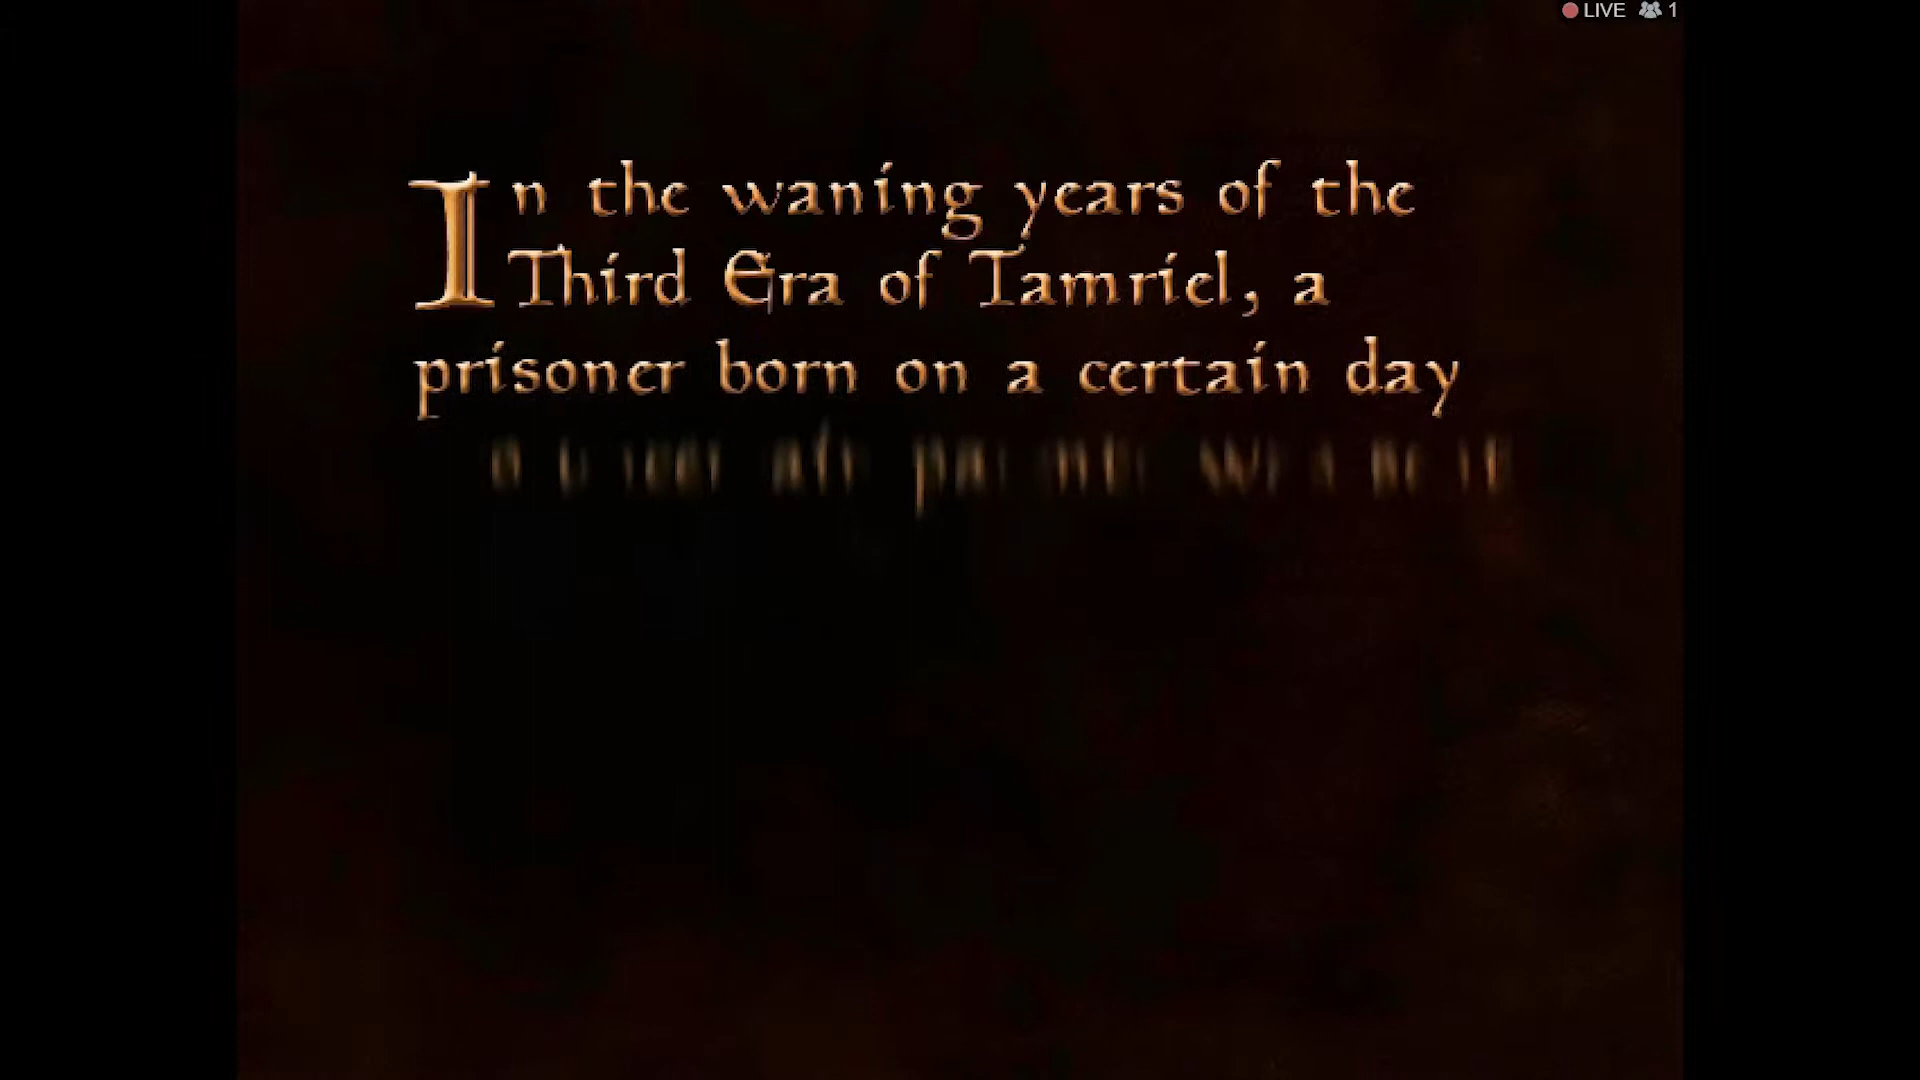 LIVE 1
In the waning years of the
Third Era of Tamriel, a
prisoner born on a certain day